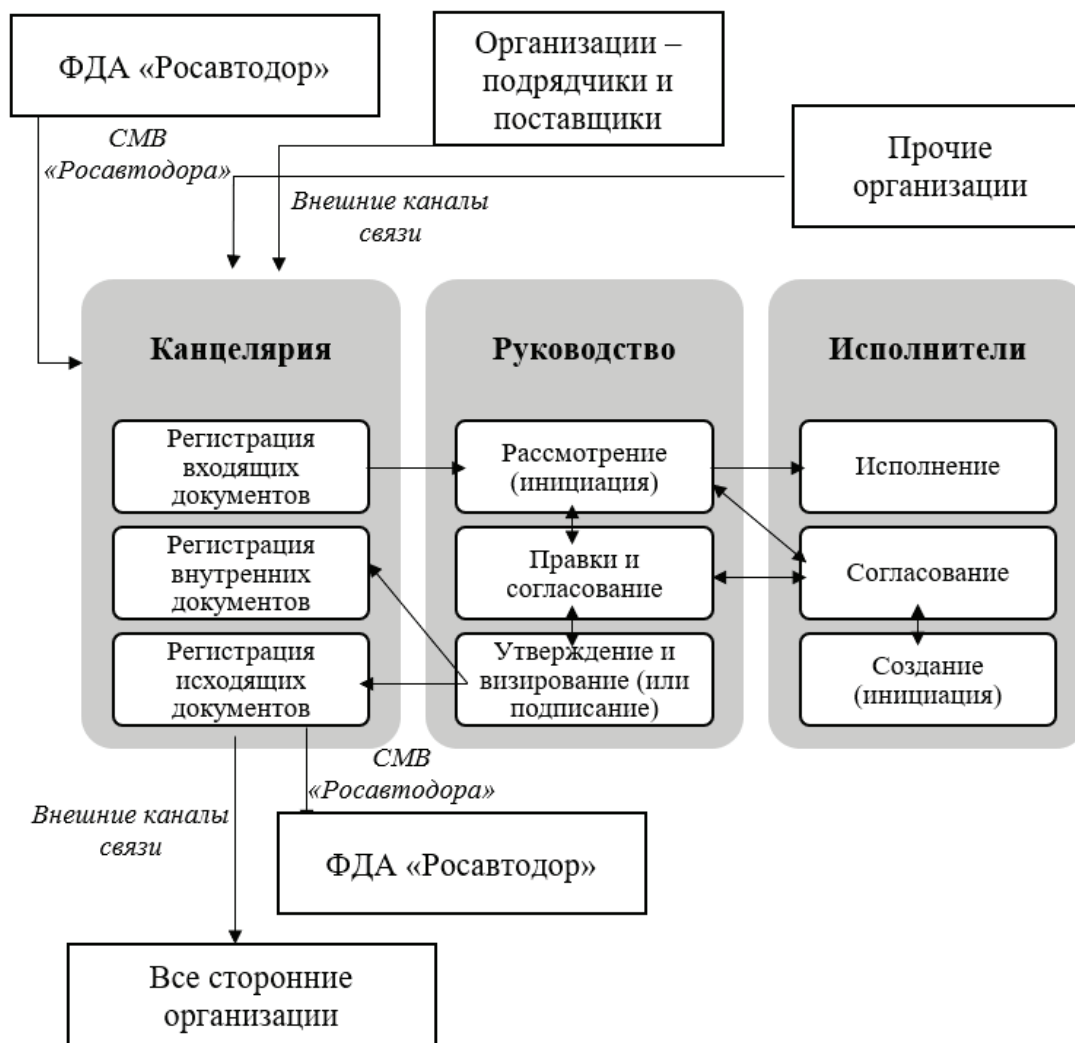 ФДА «Росавтодор»
Организации –
подрядчики и
поставщики
Прочие
организации
СМВ
«Росавтодора»
Внешние каналы
связи
Канцелярия
Руководство
Исполнители
Регистрация
входящих
документов
Рассмотрение
(инициация)
Исполнение
Регистрация
внутренних
документов
Правки и
согласование
Согласование
Регистрация
исходящих
документов
Утверждение и
визирование (или
подписание)
Создание
(инициация)
СМВ
«Росавтодора»
Внешние каналы
связи
ФДА «Росавтодор»
Все сторонние
организации